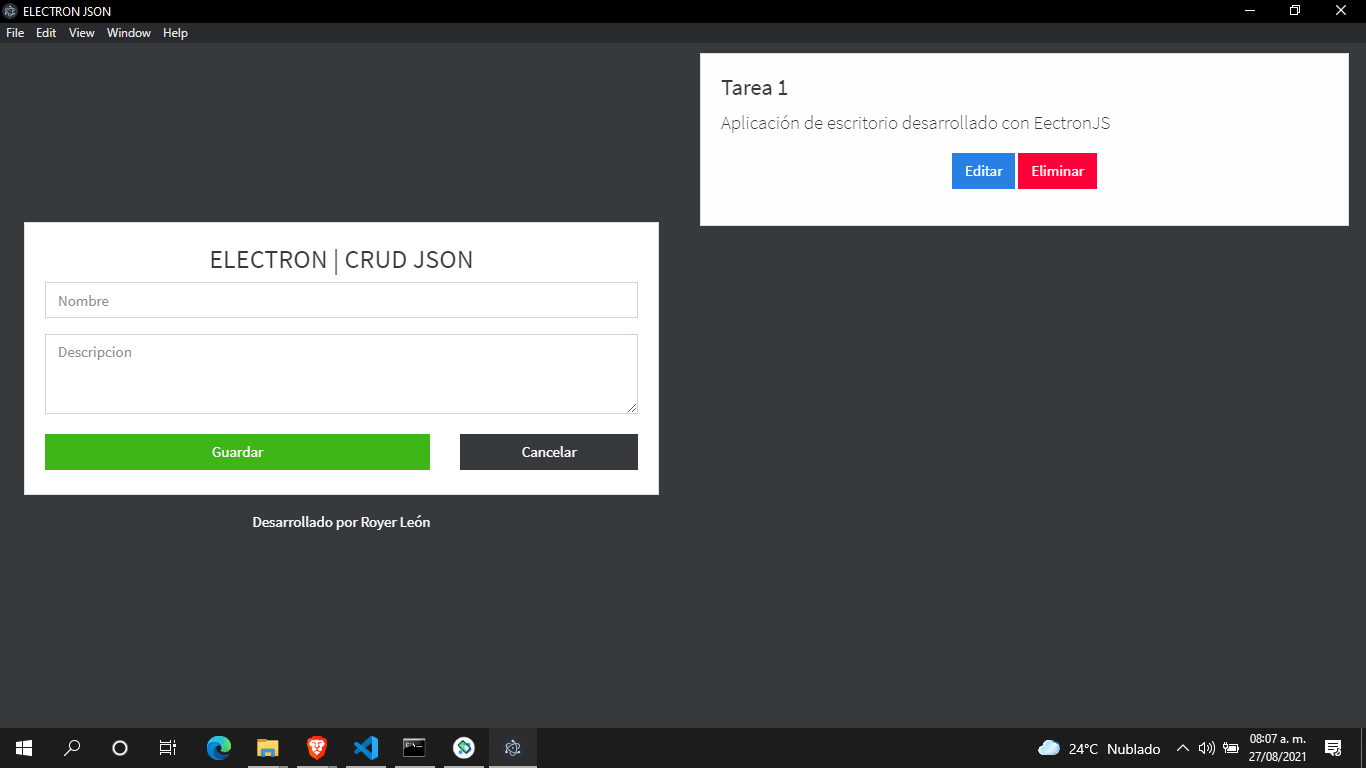 ELECTRON JSON
File Edit View Window Help
Tarea 1
Aplicación de escritorio desarrollado con EectronJS
Editar Eliminar
ELECTRON | CRUD JSON
Nombre
Descripcion
Guardar Cancelar
Desarrollado por Royer León
24°C Nublado
08:07 a. m.
27/08/2021